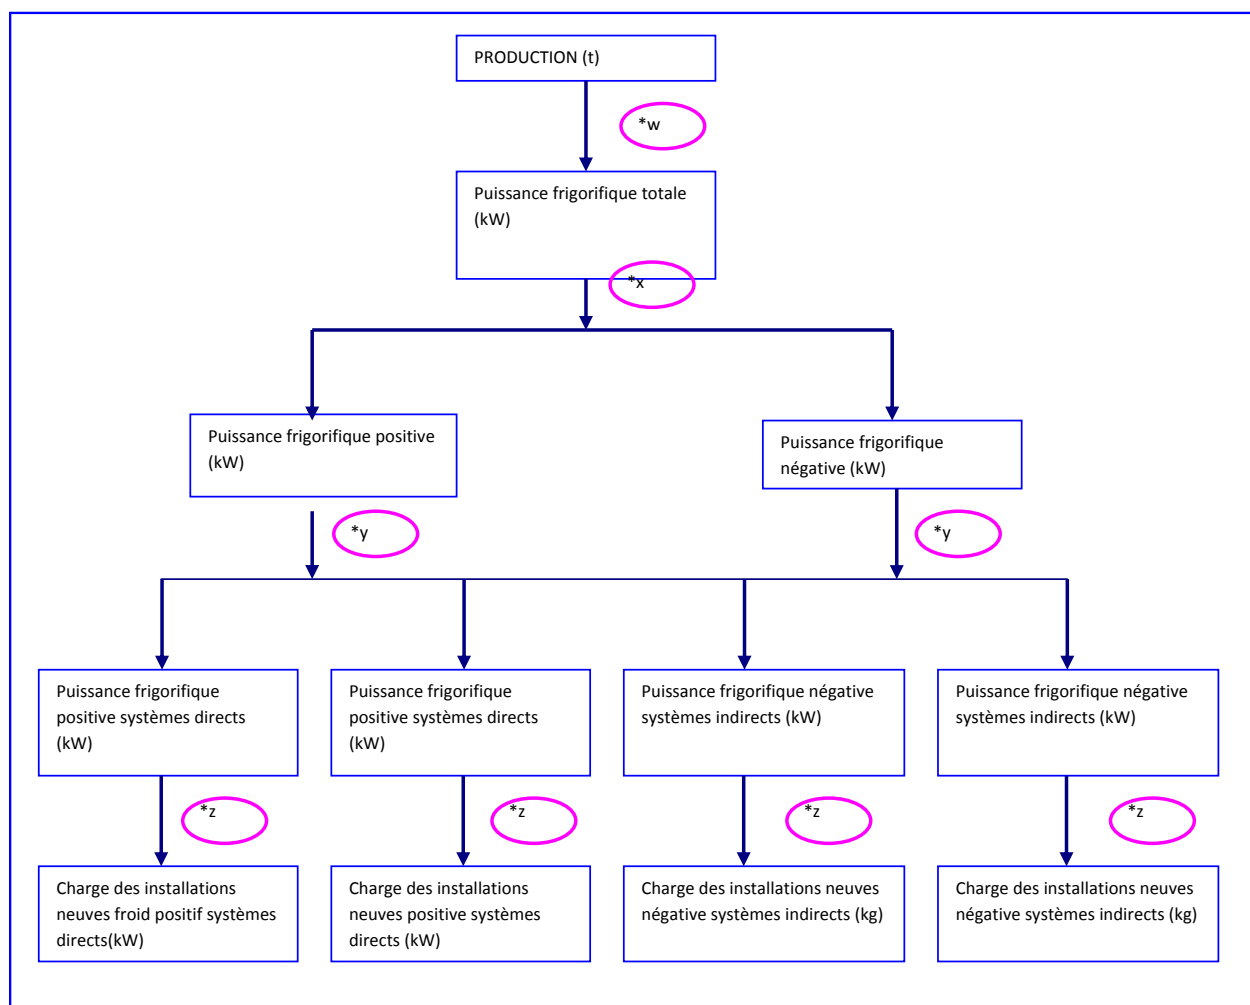 PRODUCTION (t)
*w
Puissance frigorifique totale
(kW)
*x
Puissance frigorifique positive
(kW)
Puissance frigorifique
négative (kW)
*y
*y
Puissance frigorifique
positive systèmes directs
(kW)
Puissance frigorifique
positive systèmes directs
(kW)
Puissance frigorifique négative
systèmes indirects (kW)
Puissance frigorifique négative
systèmes indirects (kW)
*z
*z
*z
*z
Charge des installations
neuves froid positif systèmes
directs(kW)
Charge des installations
neuves positive systèmes
directs (kW)
Charge des installations neuves
négative systèmes indirects (kg)
Charge des installations neuves
négative systèmes indirects (kg)